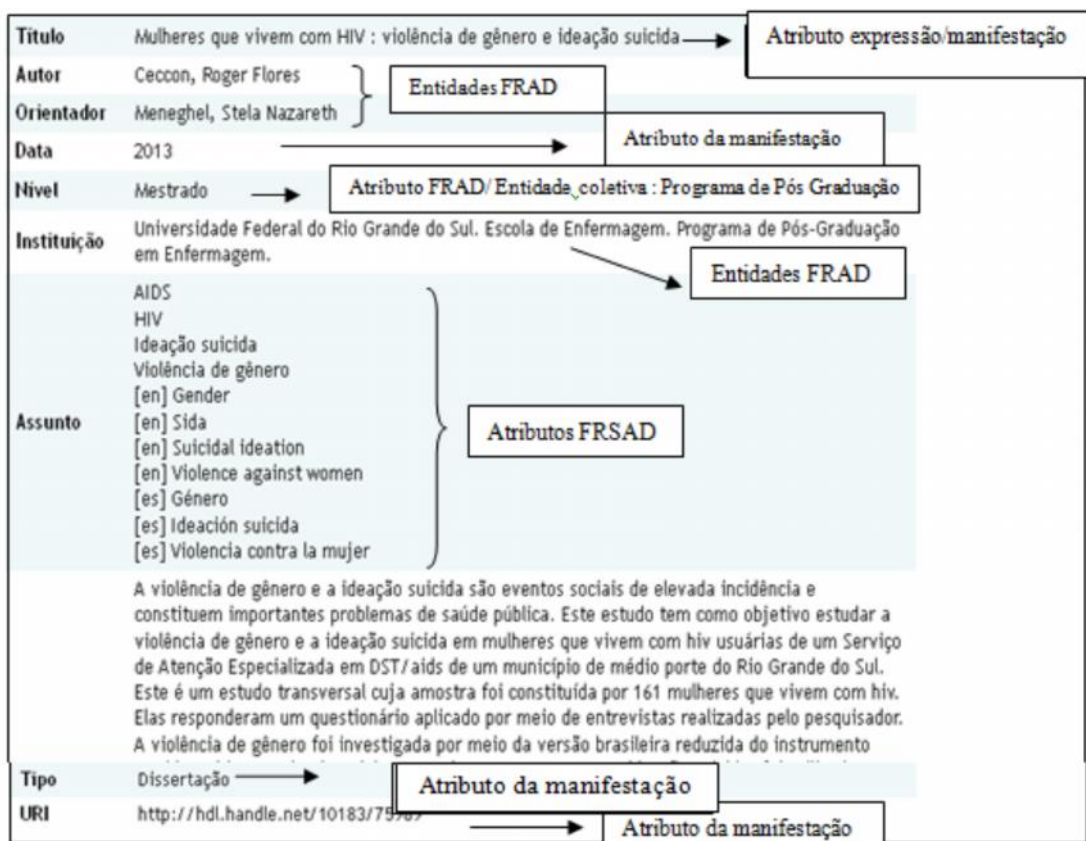 Título Mulheres que vivem com HIV : violência de gênero e ideação suicida Atributo expressão/manifestação
Autor Ceccon, Roger Flores
Entidades FRAD
Orientador Meneghel, Stela Nazareth
Data 2013 Atributo da manifestação
Nível Mestrado Atributo FRAD/ Entidade coletiva : Programa de Pós Graduação
Instituição Universidade Federal do Rio Grande do Sul. Escola de Enfermagem. Programa de Pós-Graduação
em Enfermagem.
Entidades FRAD
Assunto
AIDS
HIV
Ideação suicida
Violência de gênero
[en] Gender
[en] Sida
[en] Suicidal ideation
[en] Violence against women
[es] Género
[es] Ideación suicida
[es] Violencia contra la mujer
Atributos FRSAD
A violência de gênero e a ideação suicida são eventos sociais de elevada incidência e
constituem importantes problemas de saúde pública. Este estudo tem como objetivo estudar a
violência de gênero e a ideação suicida em mulheres que vivem com hiv usuárias de um Serviço
de Atenção Especializada em DST/aids de um município de médio porte do Rio Grande do Sul.
Este é um estudo transversal cuja amostra foi constituída por 161 mulheres que vivem com hiv.
Elas responderam um questionário aplicado por meio de entrevistas realizadas pelo pesquisador.
A violência de gênero foi investigada por meio da versão brasileira reduzida do instrumento
Tipo Dissertação Atributo da manifestação
URI Atributo da manifestação